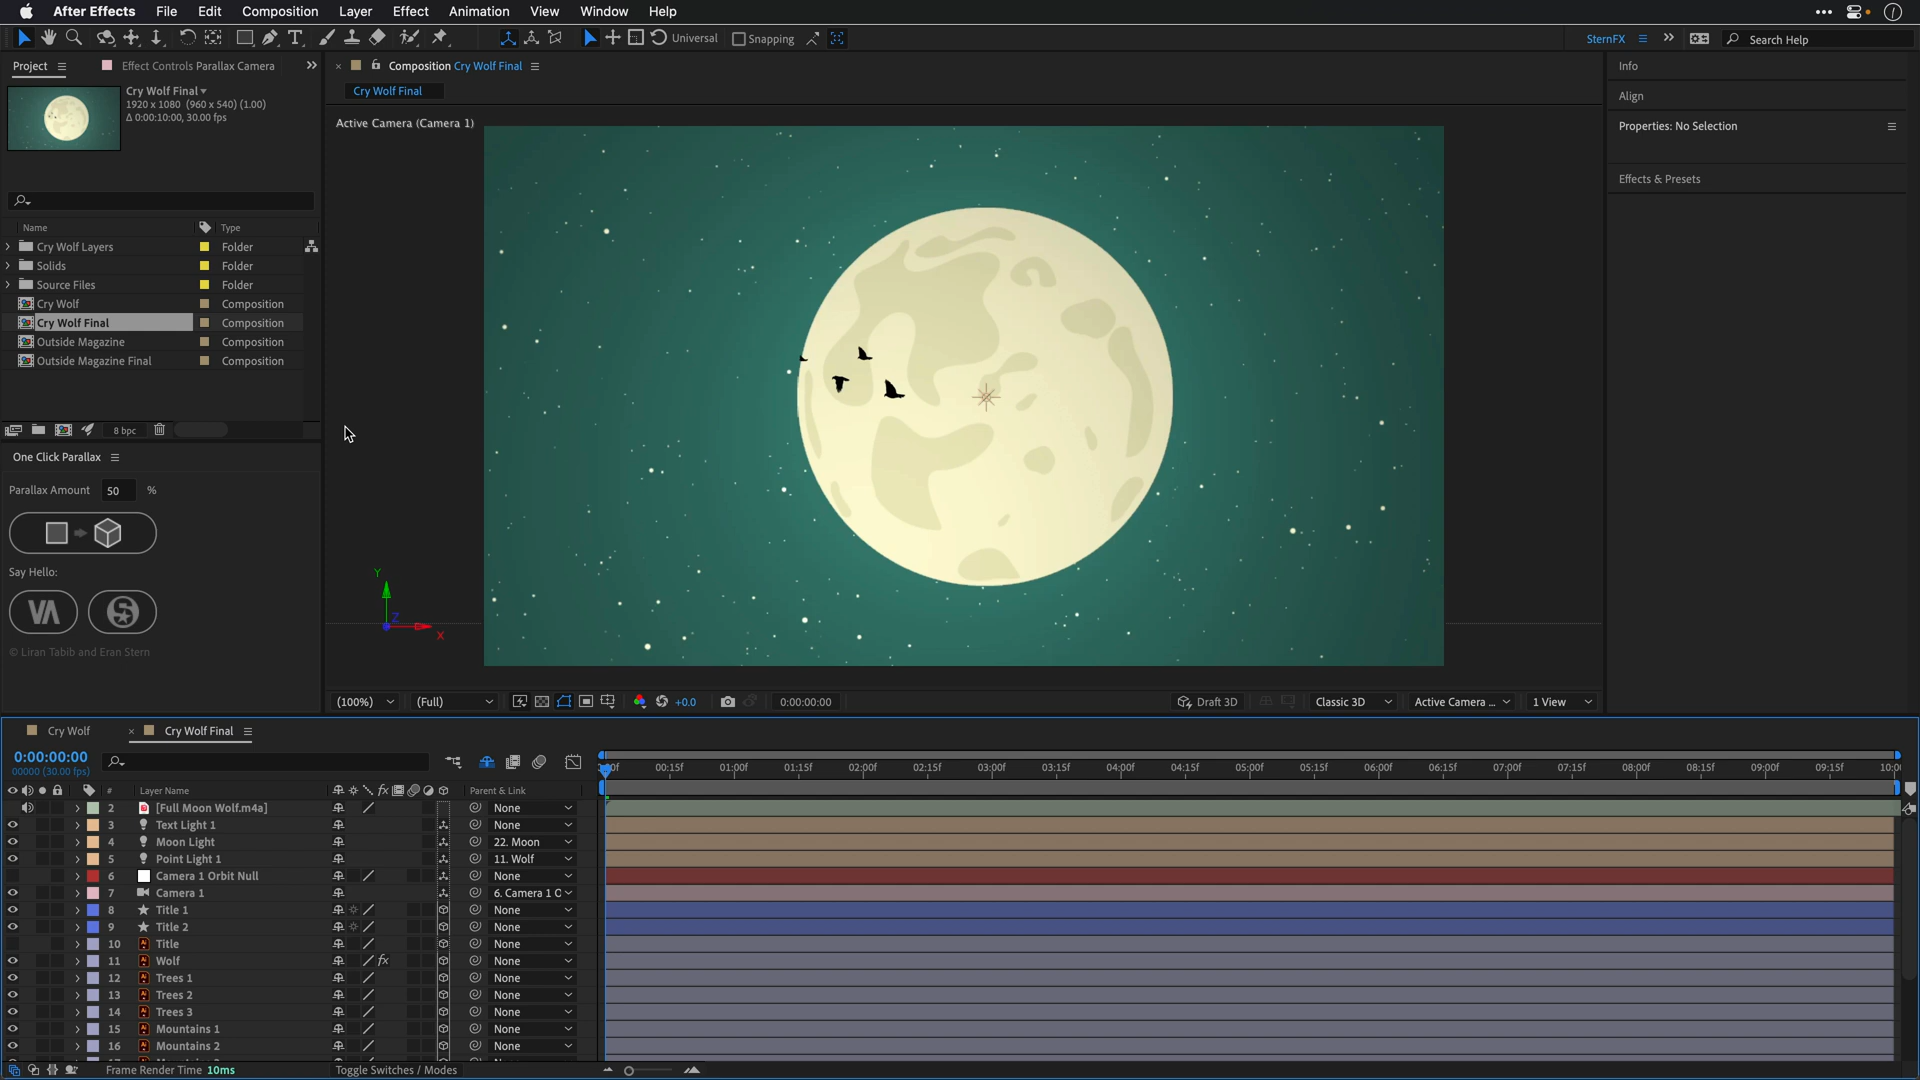 After Effects File Edit Composition Layer Effect Animation View Window Help
Universal Snapping SternFX Search Help
Project Effect Controls Parallax Camera
Composition Cry Wolf Final
Info
Cry Wolf Final
1920 x 1080 (960 x 540) (1.00)
Δ 0:00:10:00, 30.00 fps
Cry Wolf Final
Align
Active Camera (Camera 1)
Properties: No Selection
Effects & Presets
Name Type
Cry Wolf Layers Folder
Solids Folder
Source Files Folder
Cry Wolf Composition
Cry Wolf Final Composition
Outside Magazine Composition
Outside Magazine Final Composition
8 bpc
One Click Parallax
Parallax Amount 50 %
Say Hello:
© Liran Tabib and Eran Stern
Y
Z
X
(100%) (Full) +0.0 0:00:00:00 Draft 3D Classic 3D Active Camera ... 1 View
Cry Wolf Cry Wolf Final
0:00:00:00
00000 (30.00 fps)
00:15f 01:00f 01:15f 02:00f 02:15f 03:00f 03:15f 04:00f 04:15f 05:00f 05:15f 06:00f 06:15f 07:00f 07:15f 08:00f 08:15f 09:00f 09:15f 10:0
# Layer Name fx Parent & Link
2 [Full Moon Wolf.m4a] None
3 Text Light 1 None
4 Moon Light 22. Moon
5 Point Light 1 11. Wolf
6 Camera 1 Orbit Null None
7 Camera 1 6. Camera 1 O
8 Title 1 None
9 Title 2 None
10 Ai Title None
11 Ai Wolf fx None
12 Ai Trees 1 None
13 Ai Trees 2 None
14 Ai Trees 3 None
15 Ai Mountains 1 None
16 Ai Mountains 2 None
Frame Render Time 10ms Toggle Switches / Modes